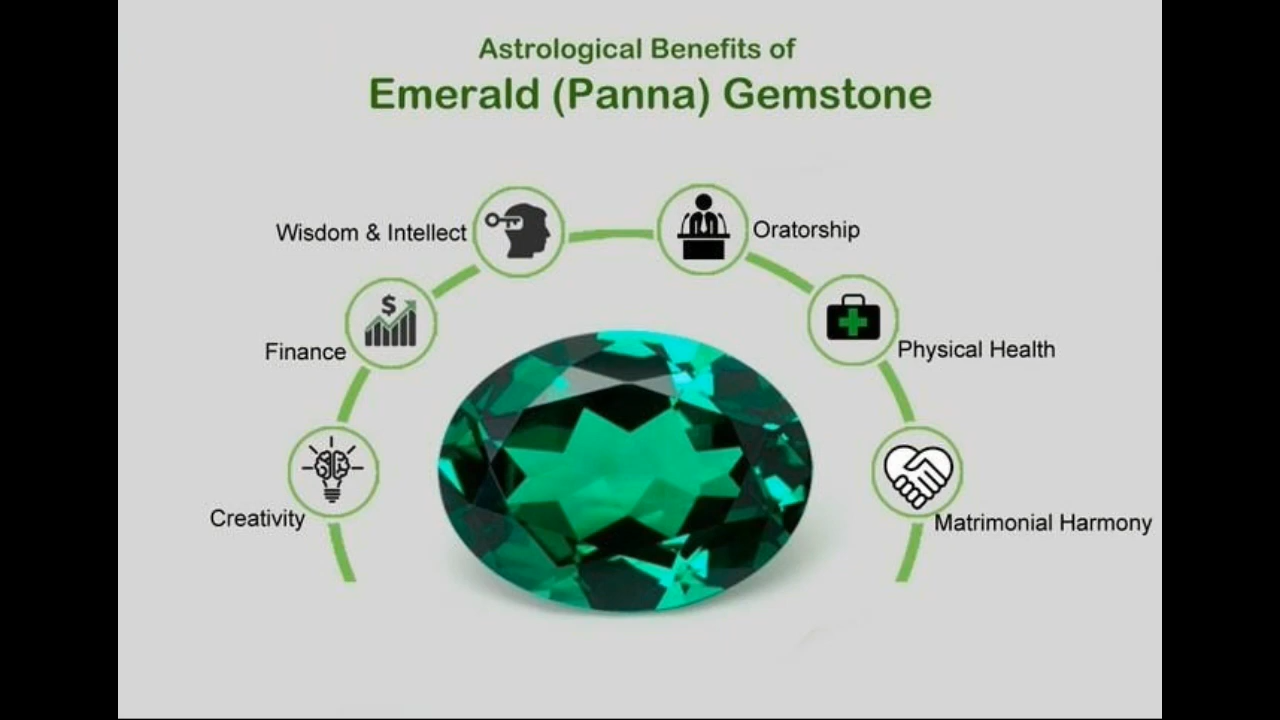 Astrological Benefits of
Emerald (Panna) Gemstone
Wisdom & Intellect
Oratorship
Finance
$
Physical Health
Creativity
Matrimonial Harmony